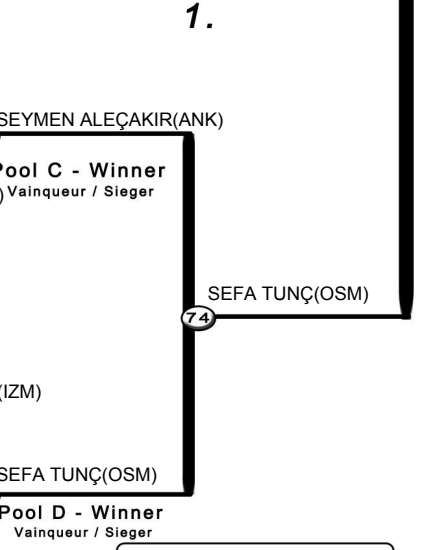 1.
SEYMEN ALEÇAKIR(ANK)
Pool C - Winner
) Vainqueur / Sieger
SEFA TUNÇ(OSM)
74
(IZM)
SEFA TUNÇ(OSM)
Pool D - Winner
Vainqueur / Sieger